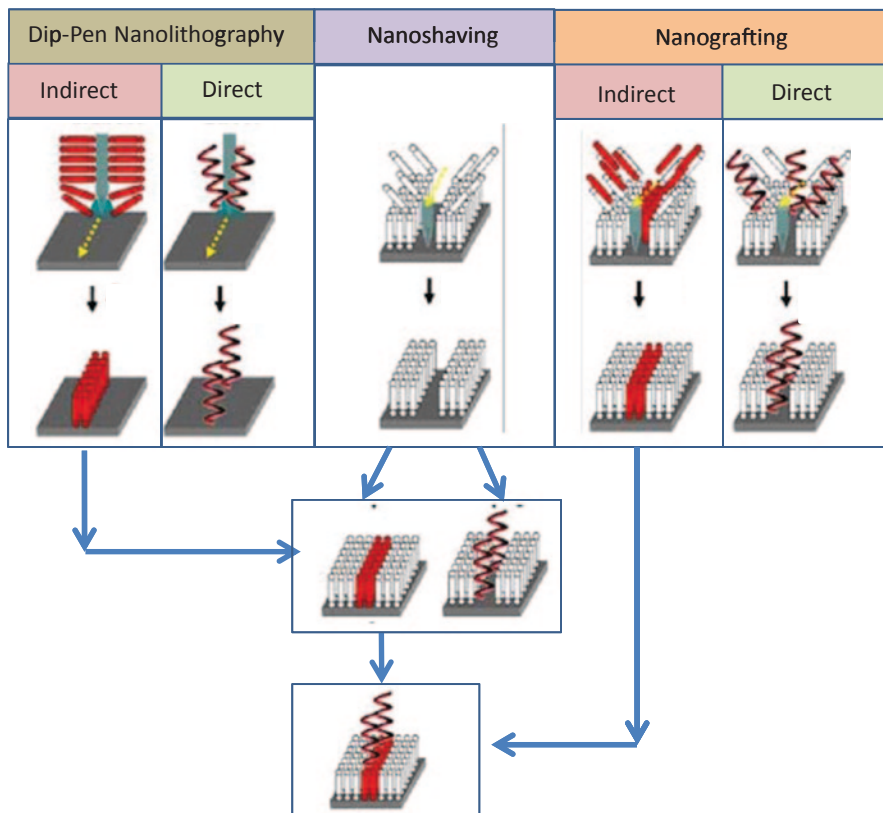 Dip-Pen Nanolithography
Nanoshaving
Nanografting
Indirect
Direct
Indirect
Direct